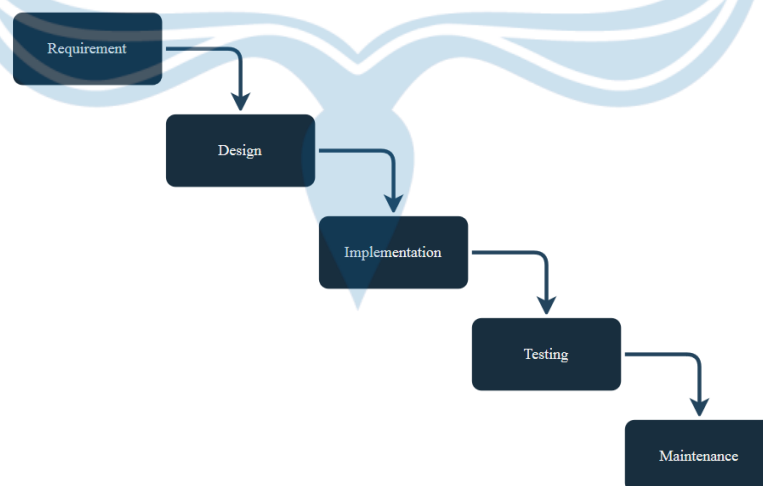 Requirement
Design
Implementation
Testing
Maintenance